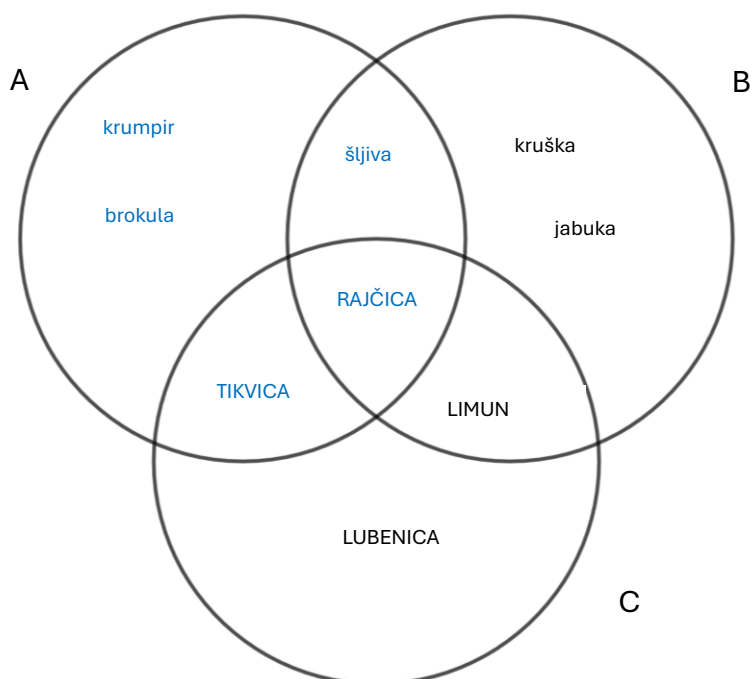 A
B
krumpir
šljiva
kruška
brokula
jabuka
RAJČICA
TIKVICA
LIMUN
LUBENICA
C